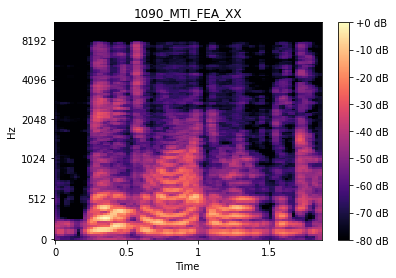 1090_MTI_FEA_XX
+0 dB
8192
-10 dB
4096
-20 dB
-30 dB
2048
-40 dB
Hz
1024
-50 dB
512
-60 dB
-70 dB
0
-80 dB
0 0.5 1 1.5
Time